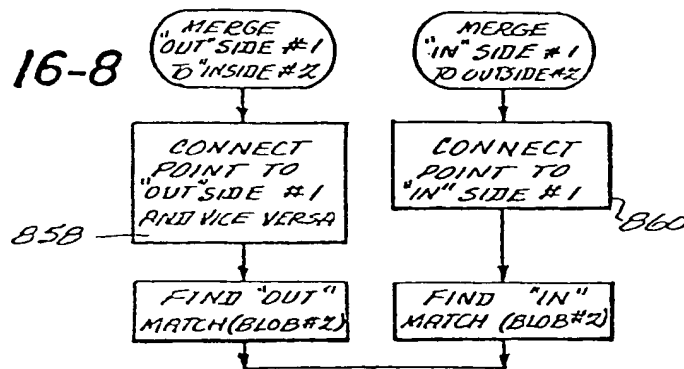 16-8
MERGE
"OUT" SIDE #1
TO "INSIDE #2
CONNECT
POINT TO
"OUT" SIDE #1
AND VICE VERSA
858
FIND "OUT"
MATCH (BLOB#2)
MERGE
"IN" SIDE #1
TO OUTSIDE #2
CONNECT
POINT TO
"IN" SIDE #1
860
FIND "IN"
MATCH (BLOB#2)